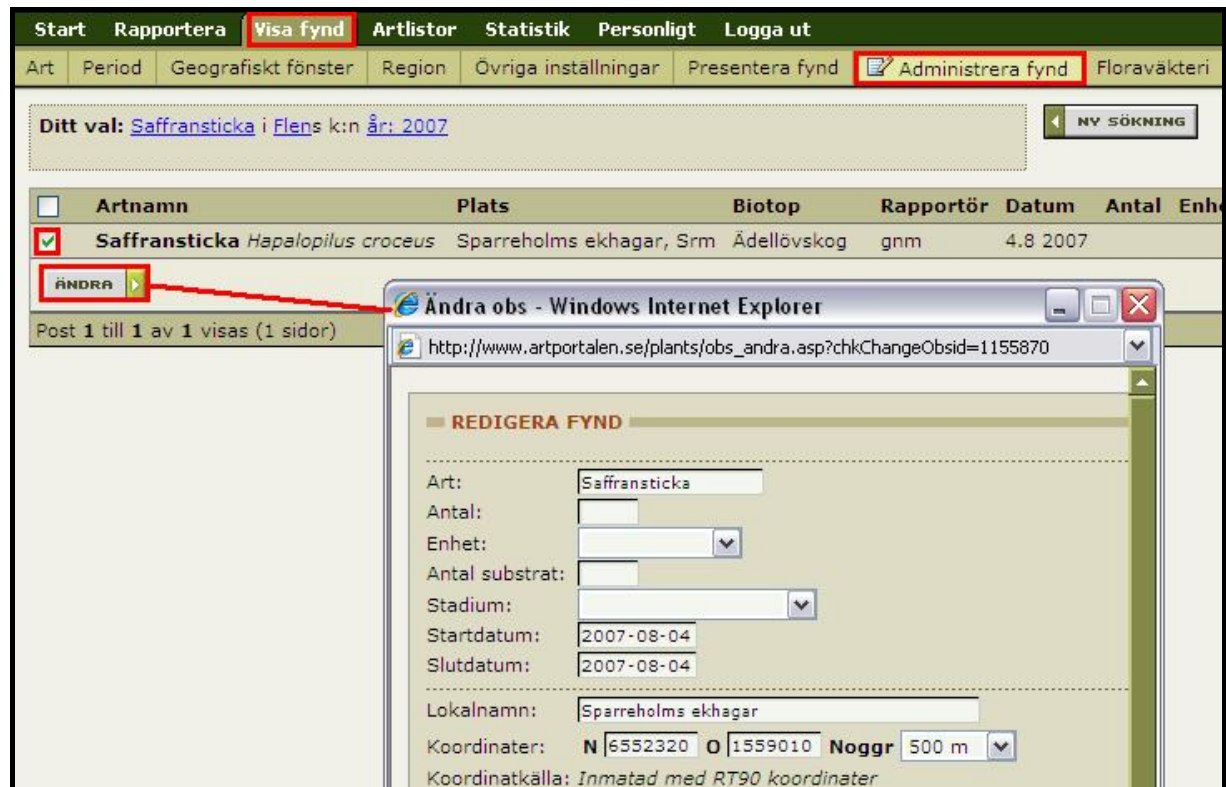 Start Rapportera Visa fynd Artlistor Statistik Personligt Logga ut
Art Period Geografiskt fönster Region Övriga inställningar Presentera fynd Administrera fynd Floraväkteri
Ditt val: Saffransticka i Flens k:n år: 2007
NY SÖKNING
Artnamn Plats Biotop Rapportör Datum Antal Enh
Saffransticka Hapalopilus croceus Sparreholms ekhagar, Srm Ädellövskog gnm 4.8 2007
ÄNDRA
Post 1 till 1 av 1 visas (1 sidor)
Ändra obs - Windows Internet Explorer
http://www.artportalen.se/plants/obs_andra.asp?chkChangeObsid=1155870
REDIGERA FYND
Art: Saffransticka
Antal:
Enhet:
Antal substrat:
Stadium:
Startdatum: 2007-08-04
Slutdatum: 2007-08-04
Lokalnamn: Sparreholms ekhagar
Koordinater: N 6552320 O 1559010 Noggr 500 m
Koordinatkälla: Inmatad med RT90 koordinater